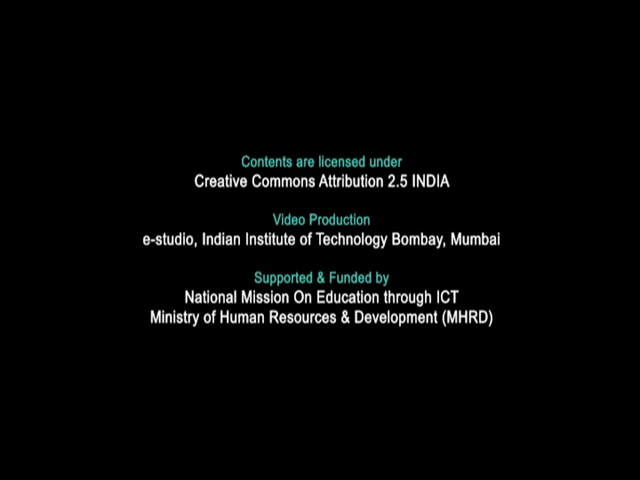 Contents are licensed under
Creative Commons Attribution 2.5 INDIA
Video Production
e-studio, Indian Institute of Technology Bombay, Mumbai
Supported & Funded by
National Mission On Education through ICT
Ministry of Human Resources & Development (MHRD)